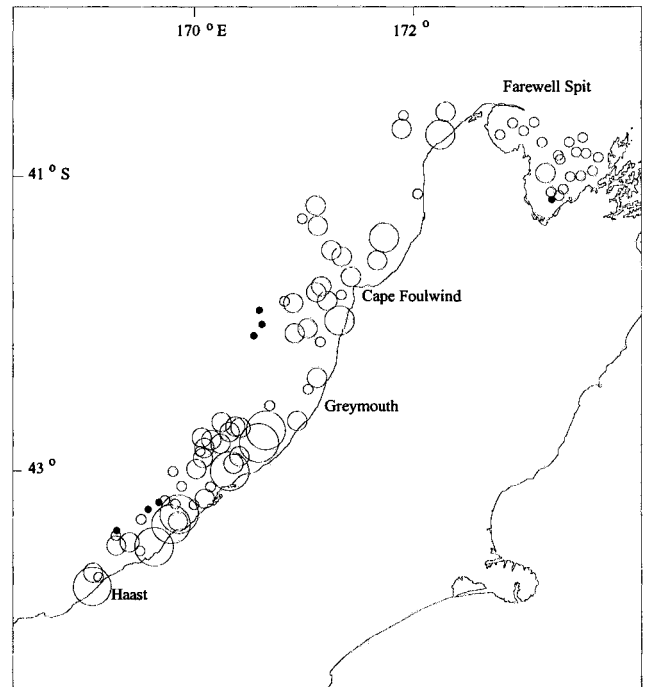 170 ° E
172 °
Farewell Spit
41 ° S
Cape Foulwind
Greymouth
43 °
Haast